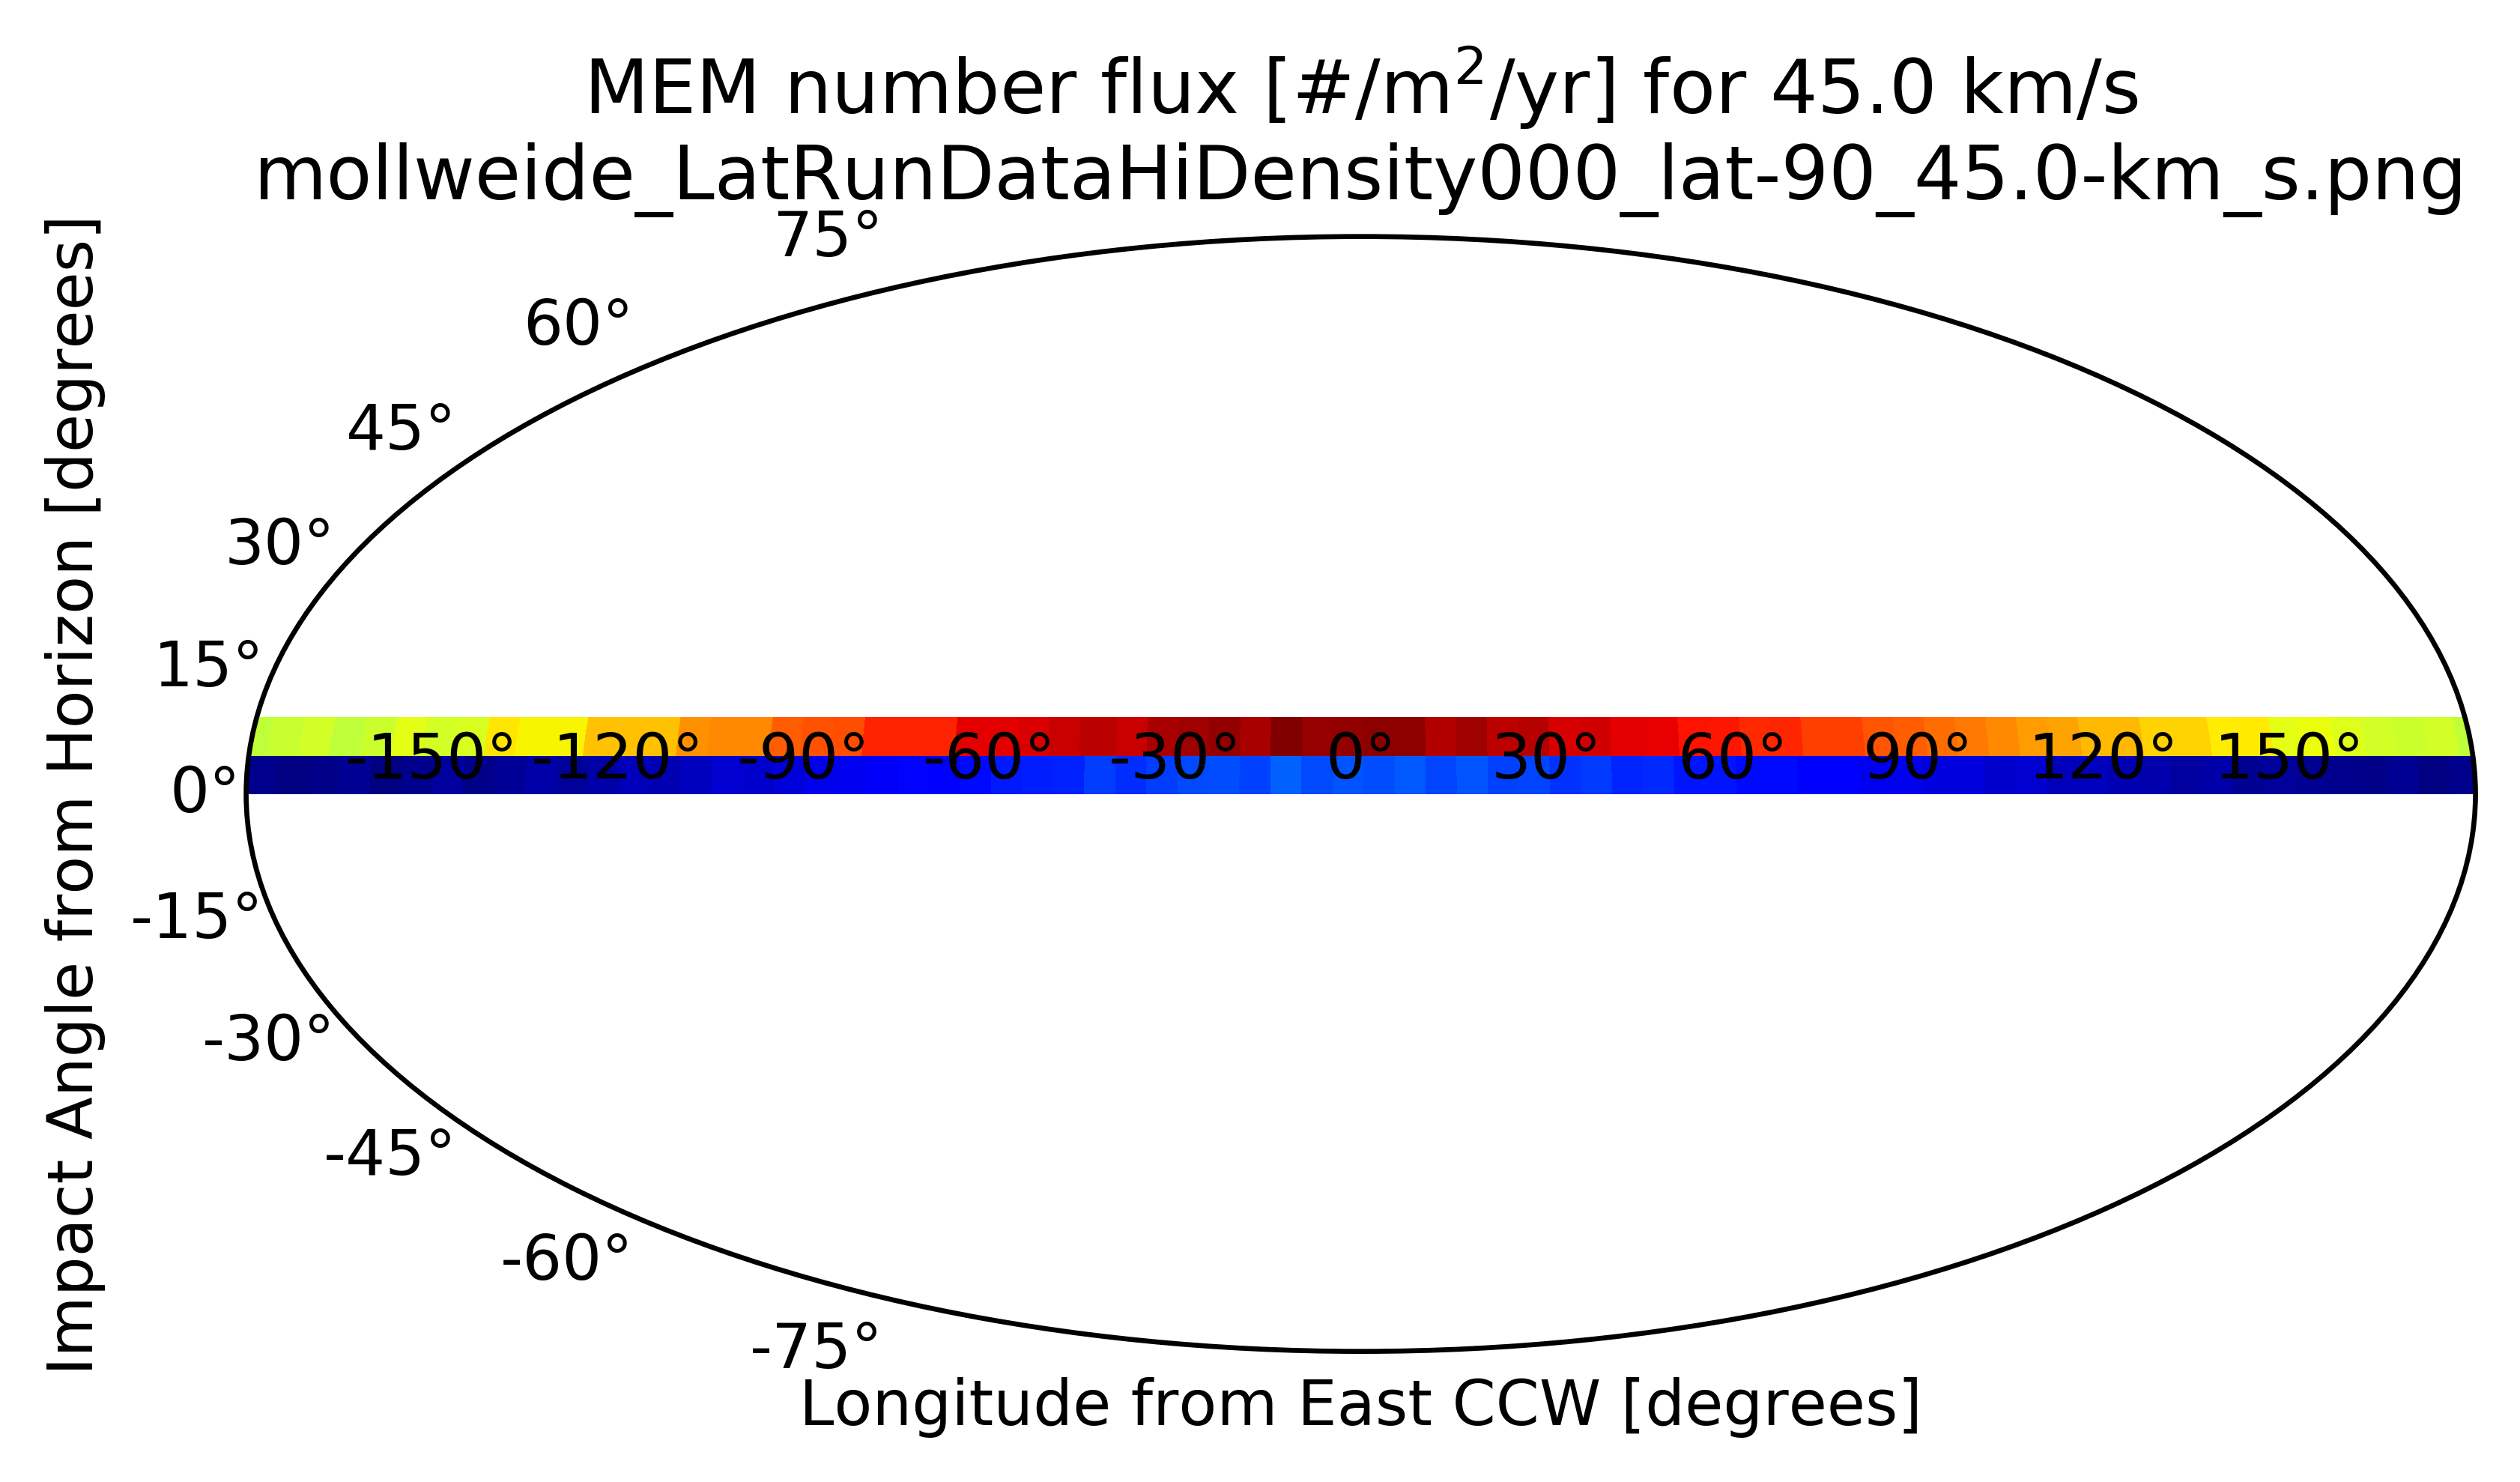 MEM number flux [#/m²/yr] for 45.0 km/s
mollweide_LatRunDataHiDensity000_lat-90_45.0-km_s.png
Impact Angle from Horizon [degrees]
75°
60°
45°
30°
15°
0°
-15°
-30°
-45°
-60°
-75°
-150° -120° -90° -60° -30° 0° 30° 60° 90° 120° 150°
Longitude from East CCW [degrees]